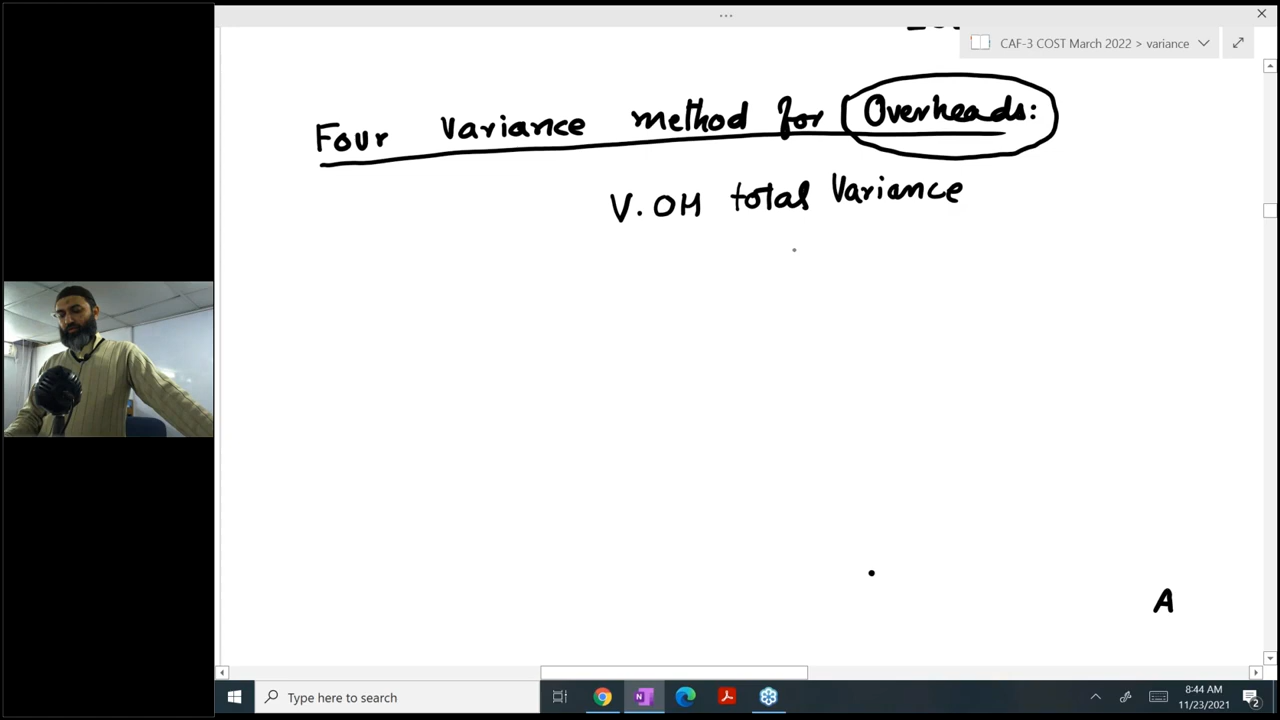 CAF-3 COST March 2022 > variance
Four Variance method for Overheads:
V.OH total Variance
A
Type here to search
8:44 AM
11/23/2021
2